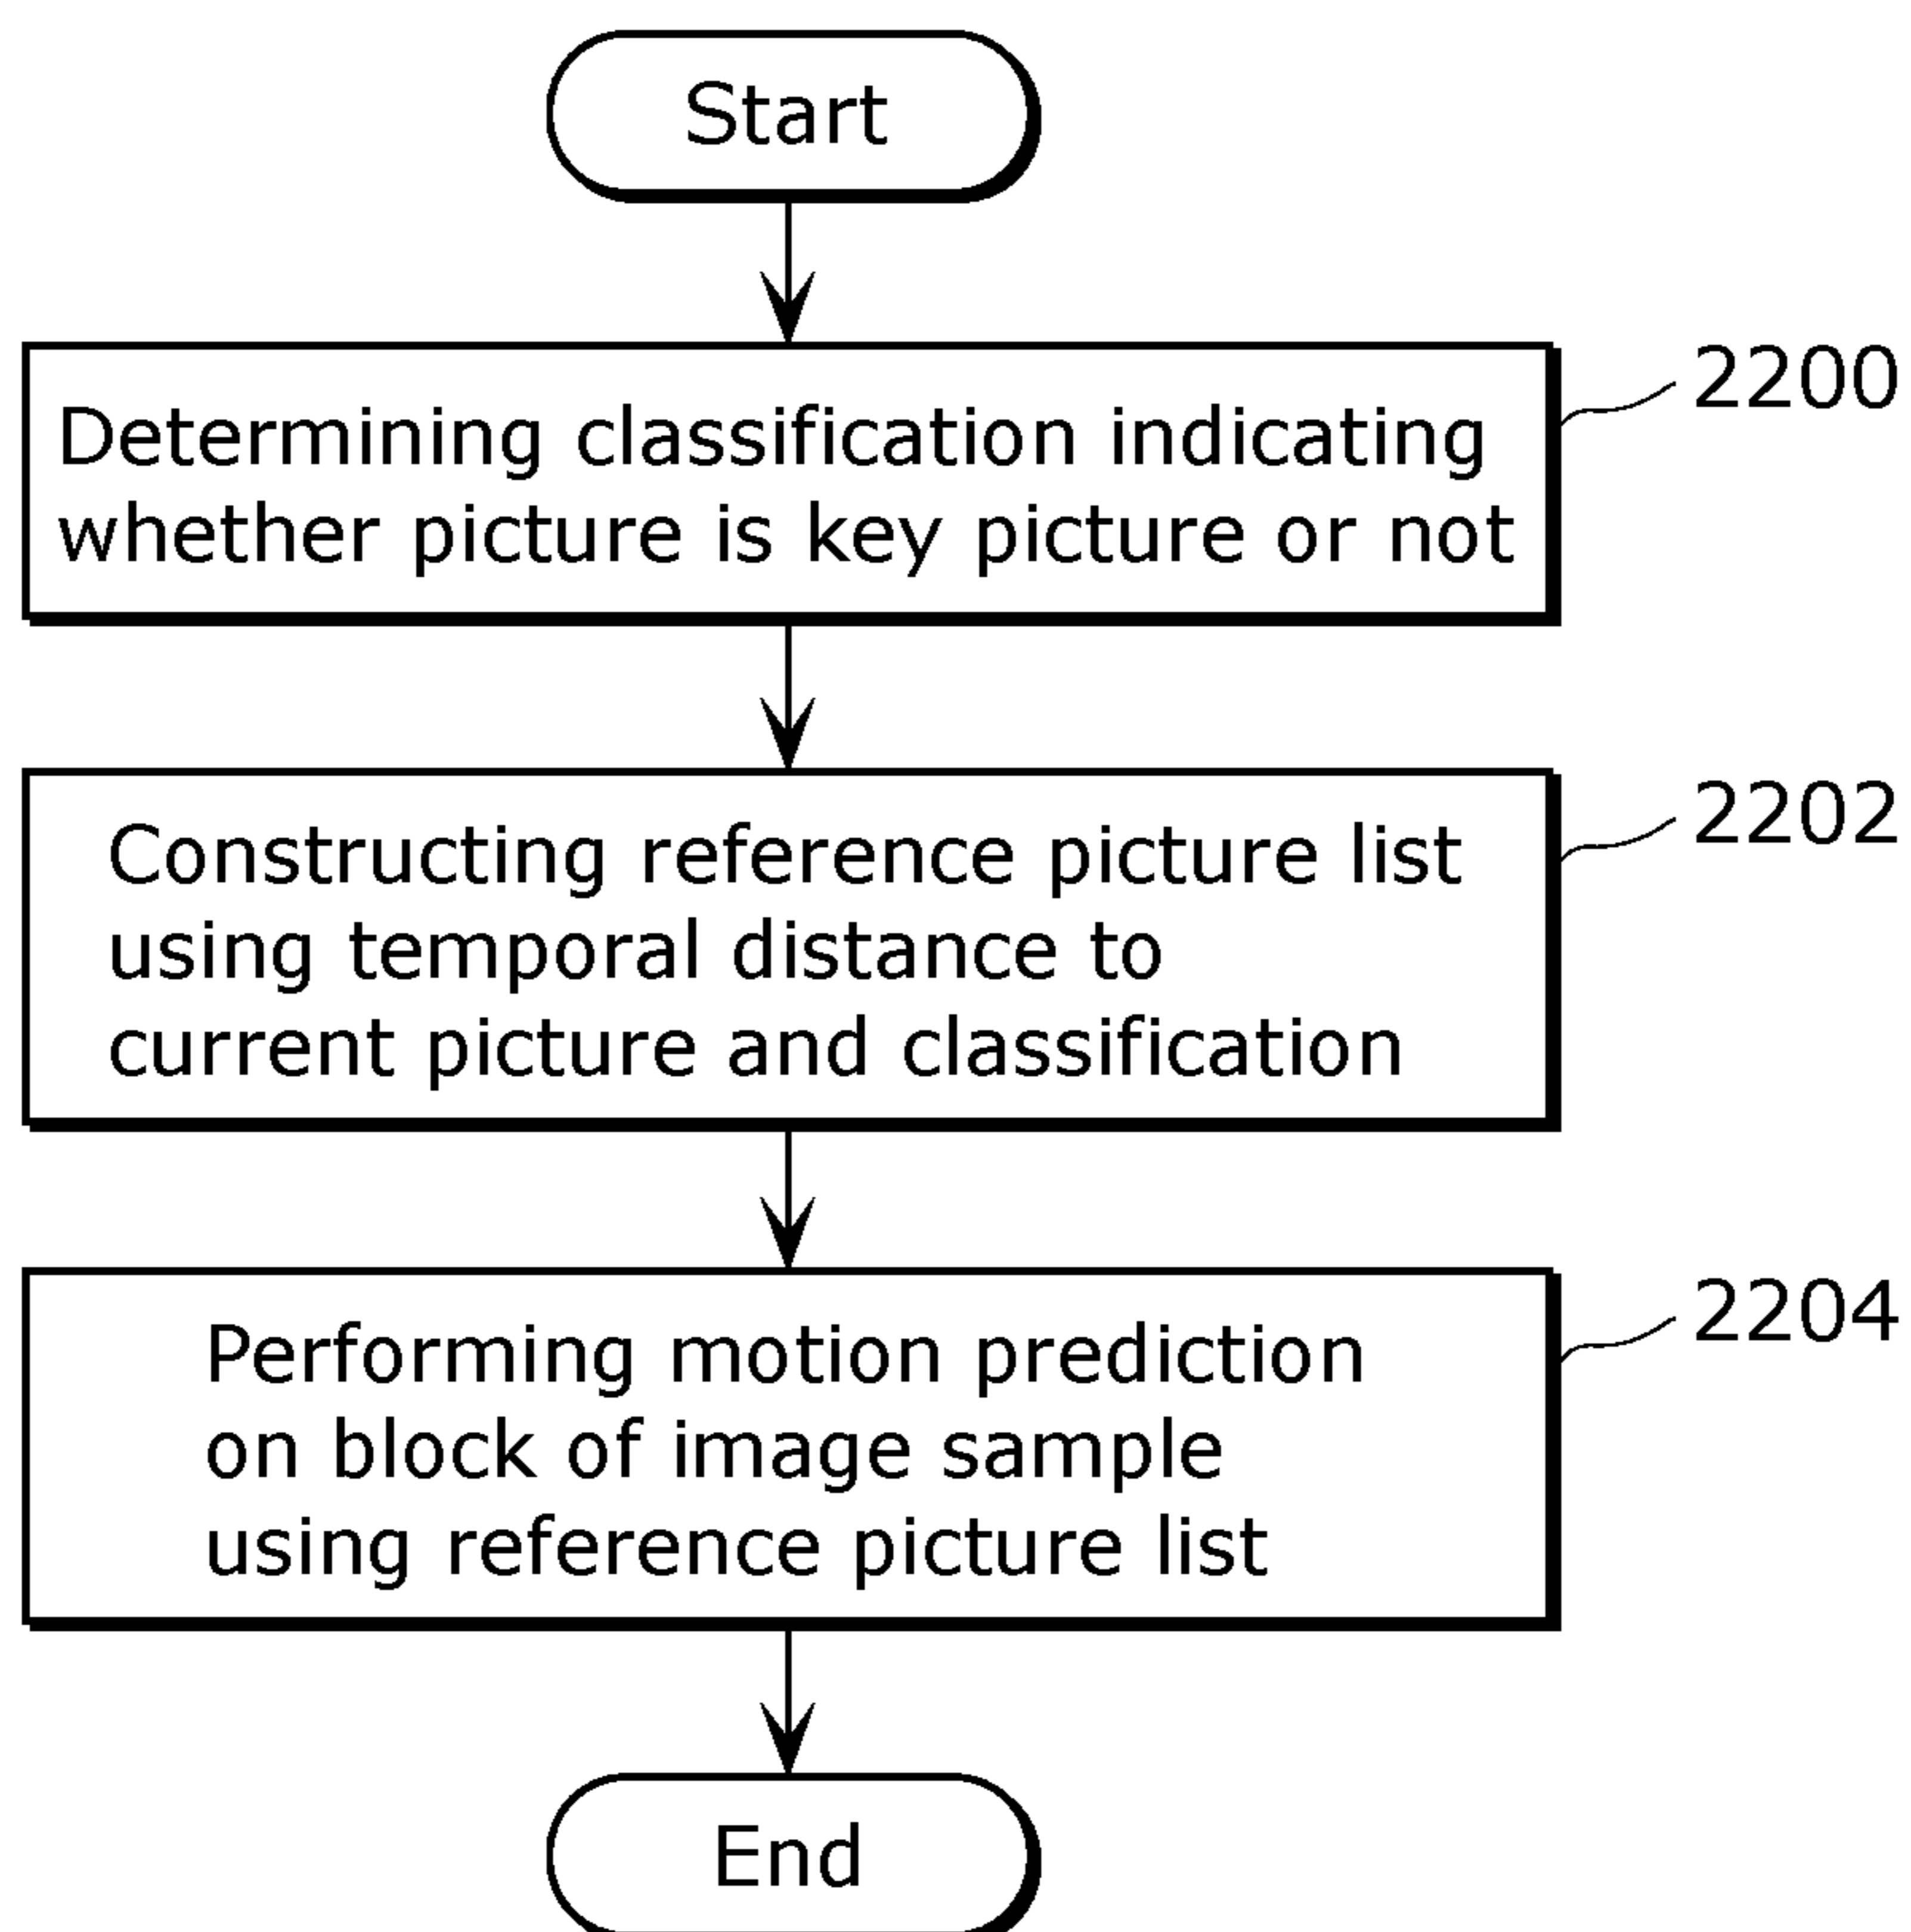 Start
Determining classification indicating
whether picture is key picture or not
2200
Constructing reference picture list
using temporal distance to
current picture and classification
2202
Performing motion prediction
on block of image sample
using reference picture list
2204
End